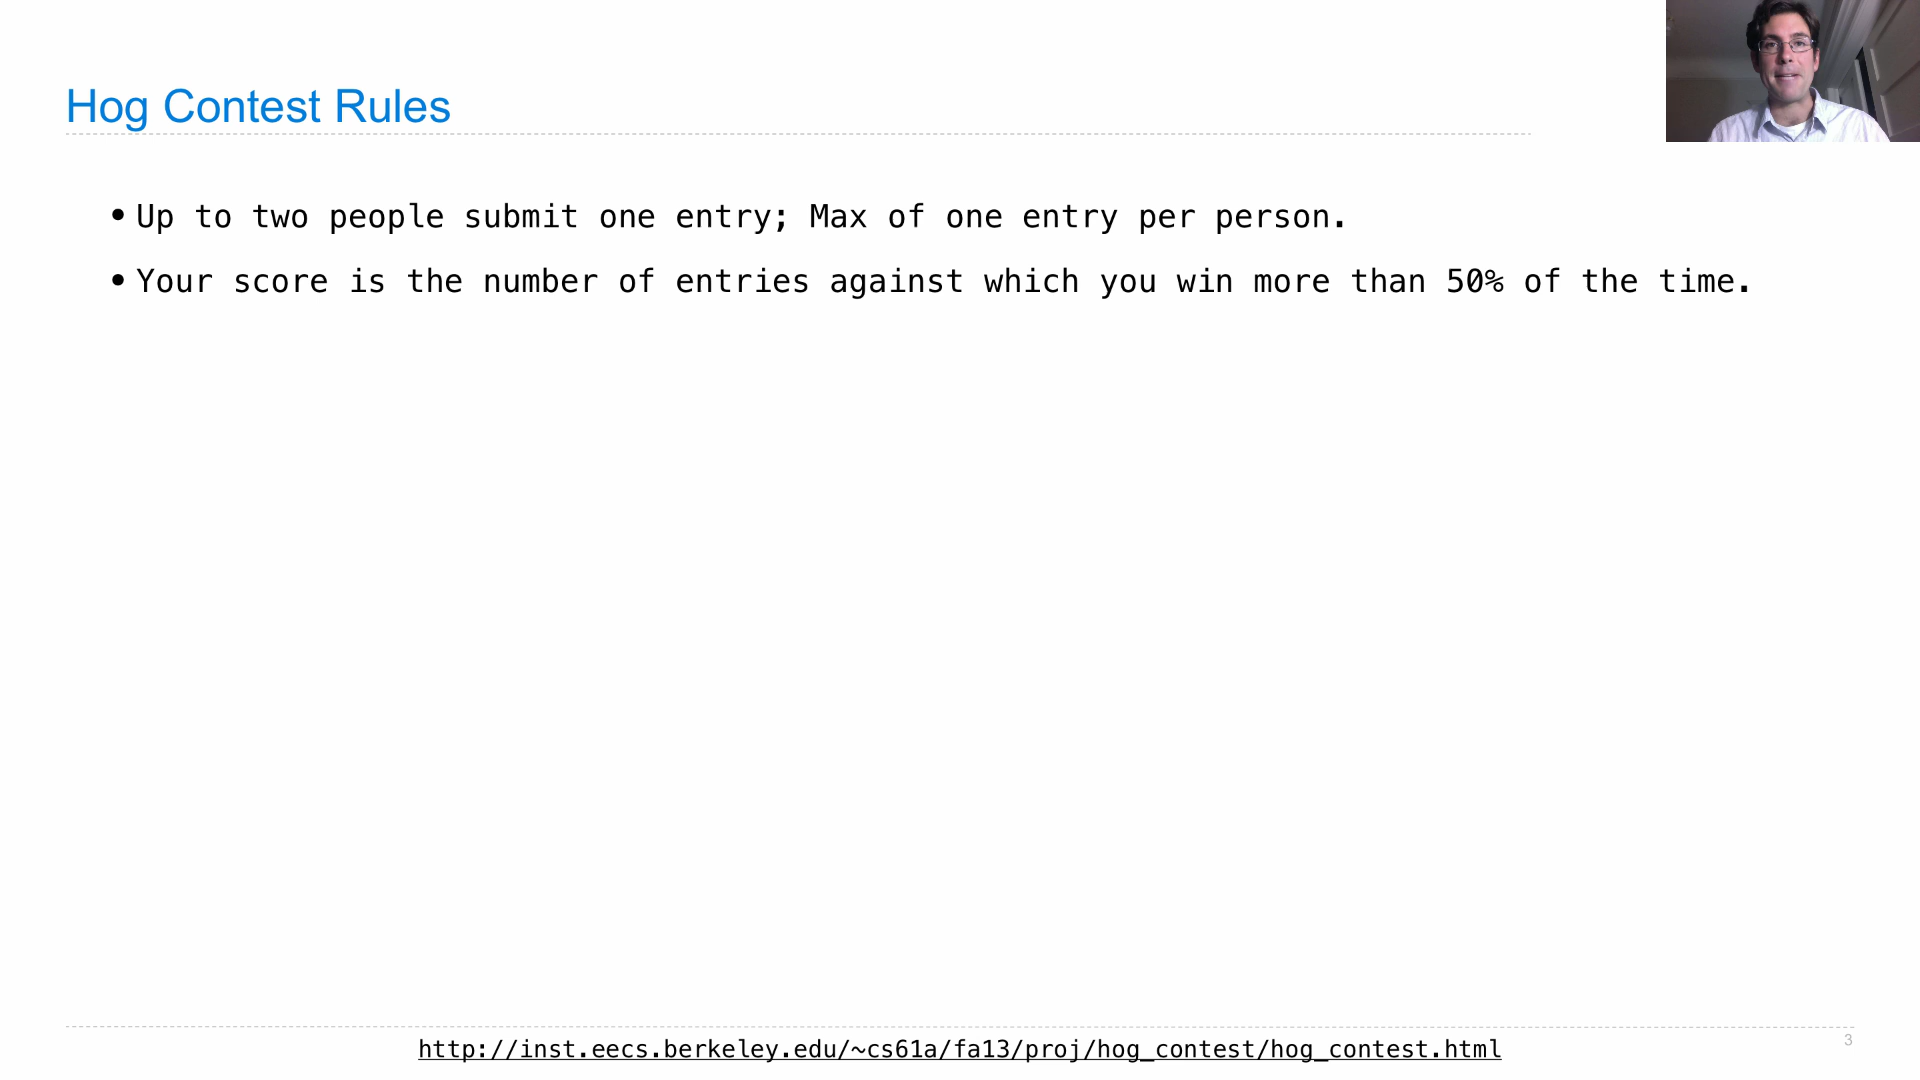 Hog Contest Rules
• Up to two people submit one entry; Max of one entry per person.
• Your score is the number of entries against which you win more than 50% of the time.
http://inst.eecs.berkeley.edu/~cs61a/fa13/proj/hog_contest/hog_contest.html
3